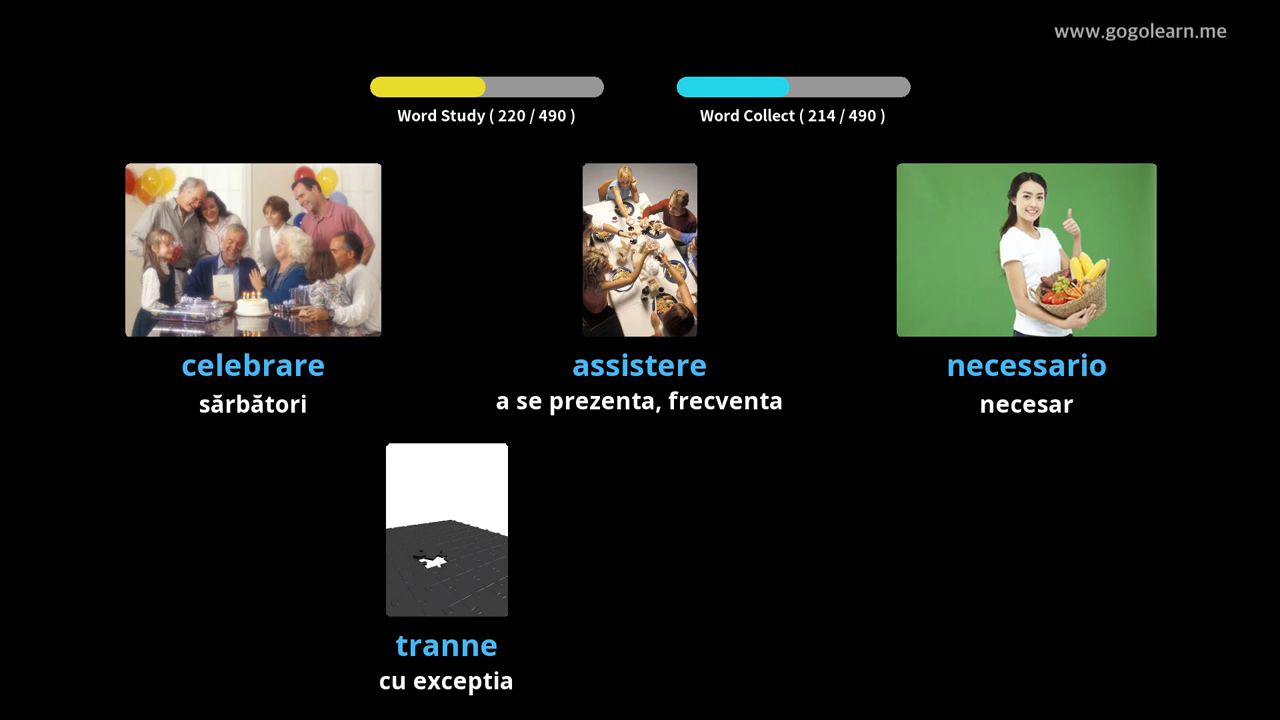 www.gogolearn.me
Word Study ( 220 / 490 )
Word Collect ( 214 / 490 )
celebrare
sărbători
assistere
a se prezenta, frecventa
necessario
necesar
tranne
cu exceptia